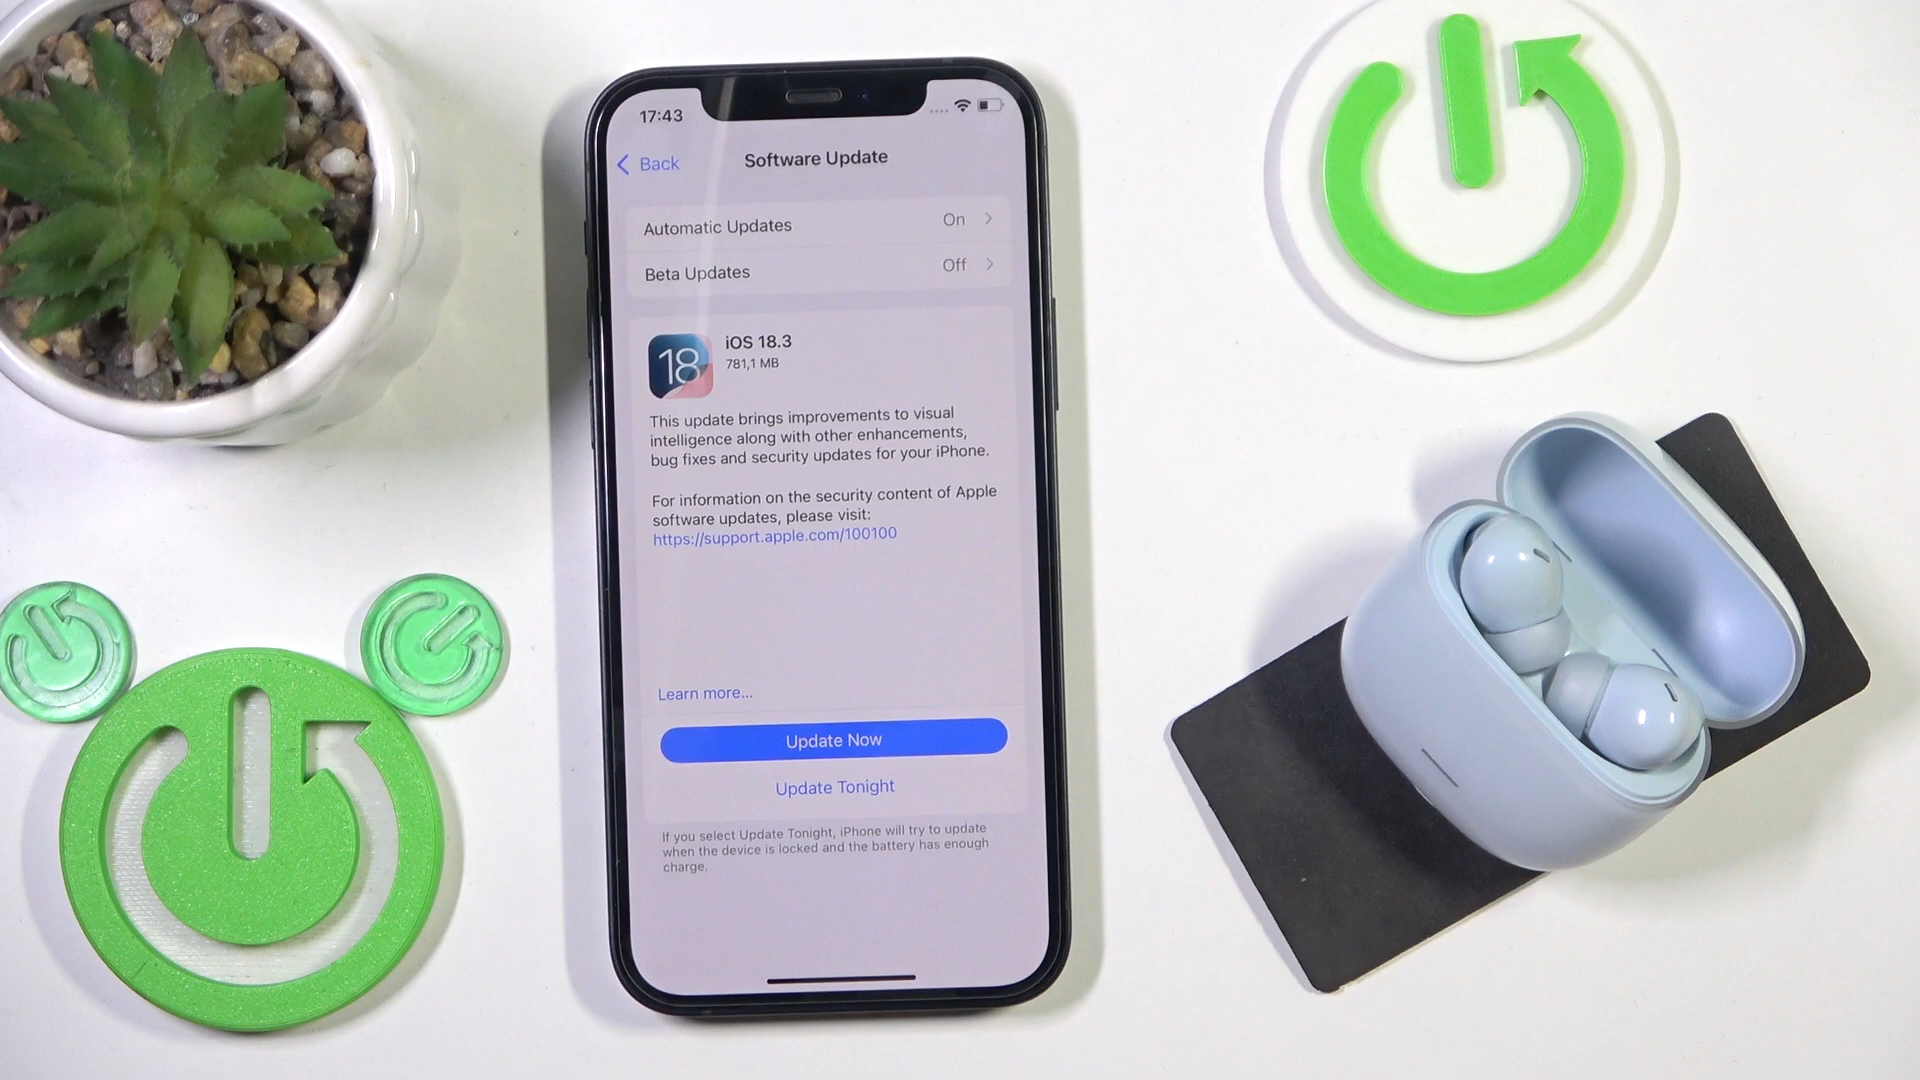 17:43
Back
Software Update
Automatic Updates On
Beta Updates Off
18
iOS 18.3
781,1 MB
This update brings improvements to visual
intelligence along with other enhancements,
bug fixes and security updates for your iPhone.
For information on the security content of Apple
software updates, please visit:
https://support.apple.com/100100
Learn more...
Update Now
Update Tonight
If you select Update Tonight, iPhone will try to update
when the device is locked and the battery has enough
charge.